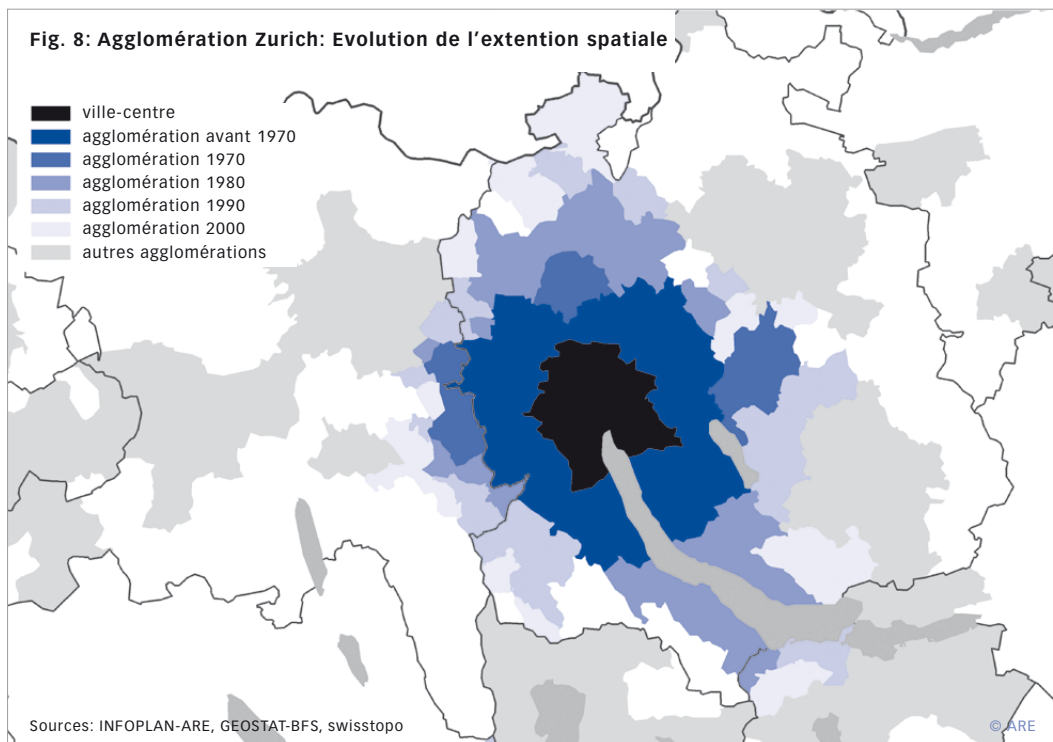 Fig. 8: Agglomération Zurich: Evolution de l'extention spatiale
ville-centre
agglomération avant 1970
agglomération 1970
agglomération 1980
agglomération 1990
agglomération 2000
autres agglomérations
Sources: INFOPLAN-ARE, GEOSTAT-BFS, swisstopo
© ARE